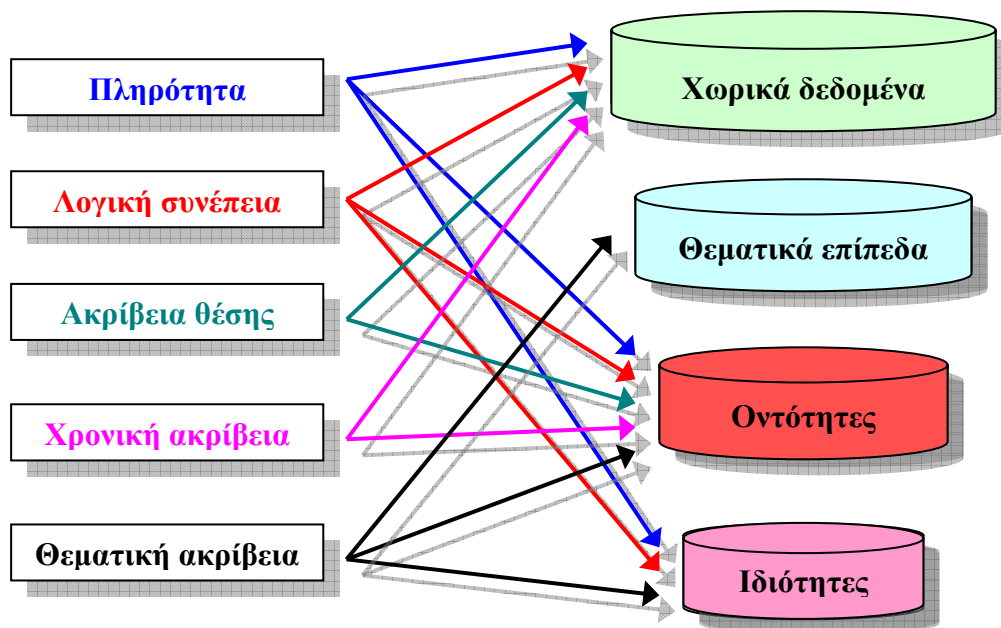 Πληρότητα
Λογική συνέπεια
Ακρίβεια θέσης
Χρονική ακρίβεια
Θεματική ακρίβεια
Χωρικά δεδομένα
Θεματικά επίπεδα
Οντότητες
Ιδιότητες